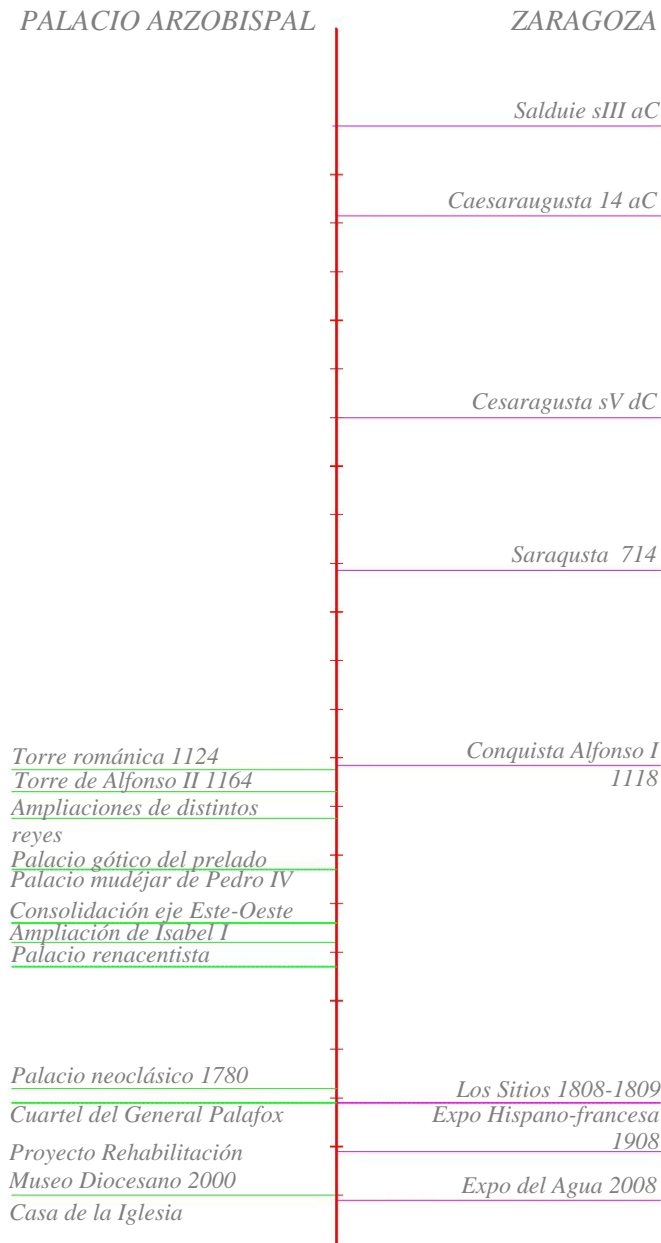 PALACIO ARZOBISPAL
ZARAGOZA
Salduie sIII aC
Caesaraugusta 14 aC
Cesaragusta sV dC
Saraqusta 714
Conquista Alfonso I
1118
Torre románica 1124
Torre de Alfonso II 1164
Ampliaciones de distintos
reyes
Palacio gótico del prelado
Palacio mudéjar de Pedro IV
Consolidación eje Este-Oeste
Ampliación de Isabel I
Palacio renacentista
Palacio neoclásico 1780
Los Sitios 1808-1809
Cuartel del General Palafox
Expo Hispano-francesa
1908
Proyecto Rehabilitación
Museo Diocesano 2000
Expo del Agua 2008
Casa de la Iglesia